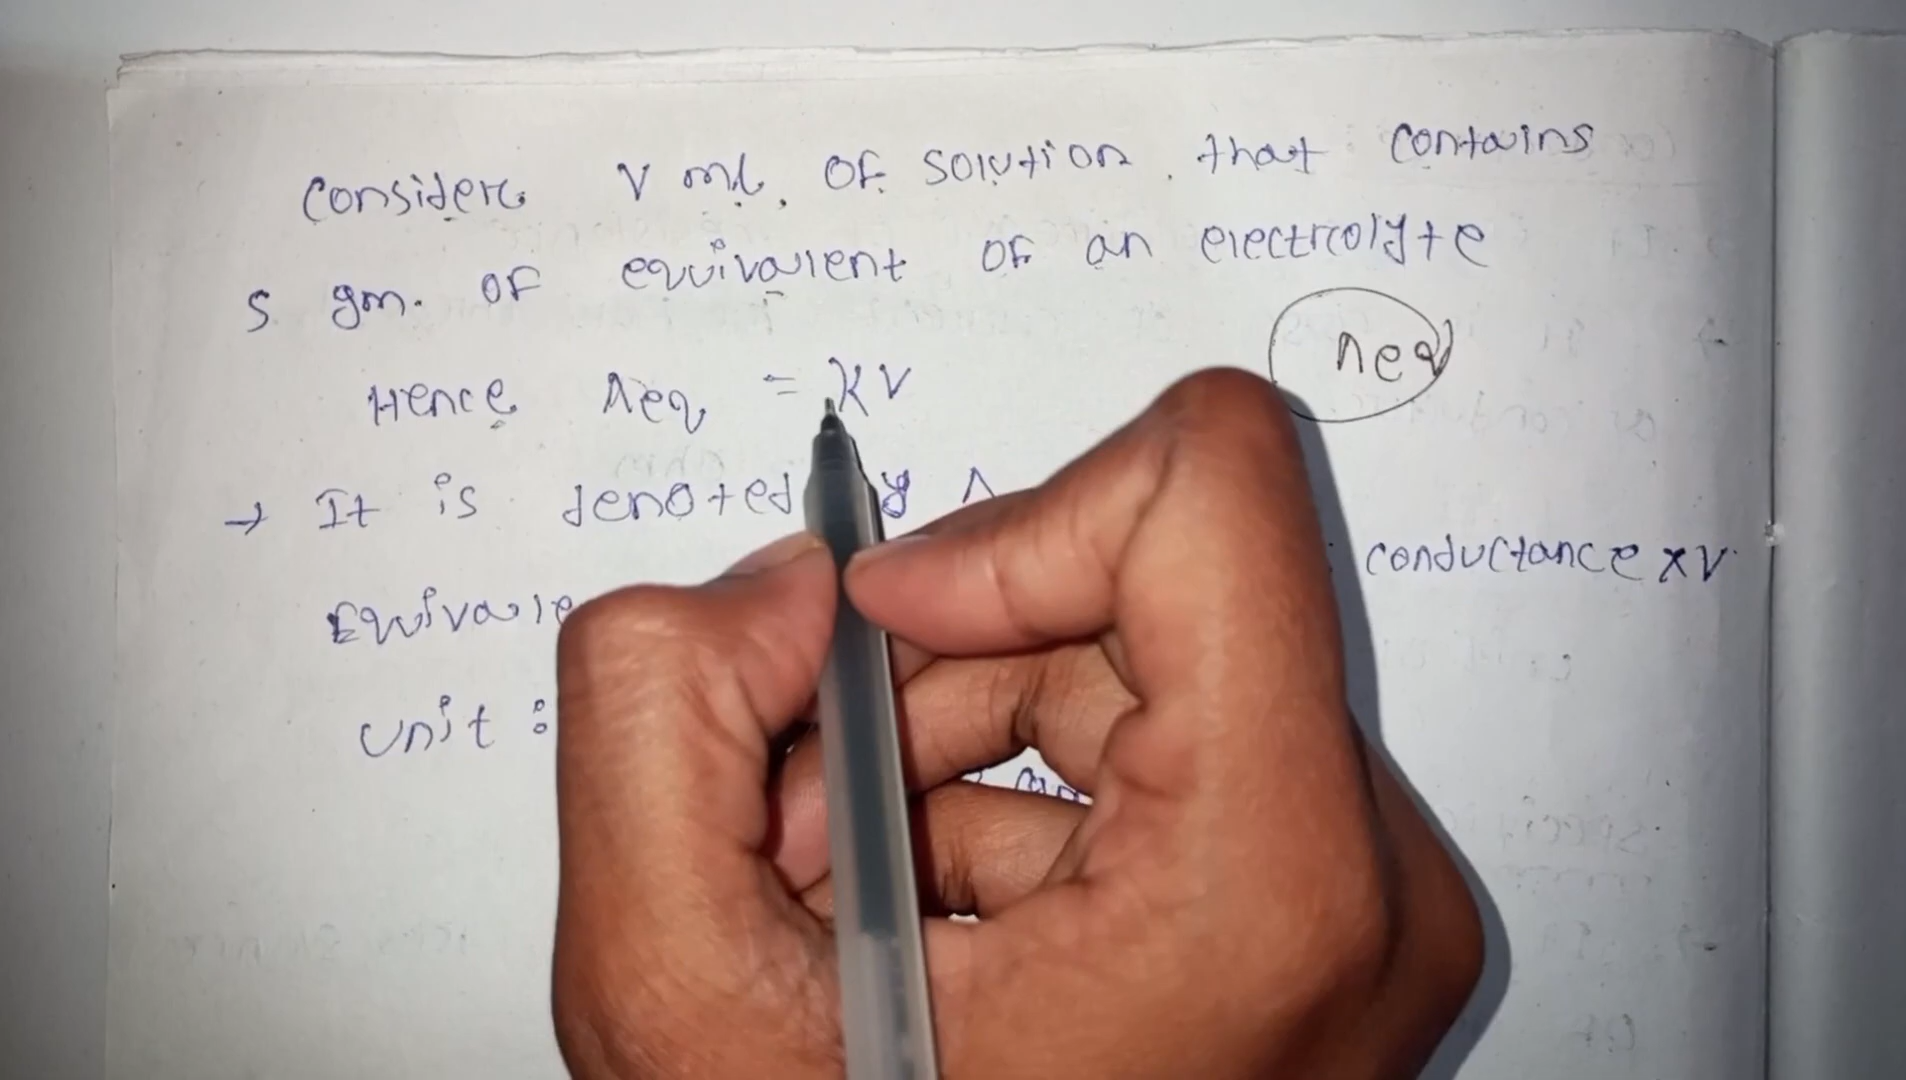 Consider V ml. of solution that contains
S gm. of equivalent of an electrolyte
Λeq
Hence Λeq = KV
→ It is denoted Λ
conductance x V.
Unit :